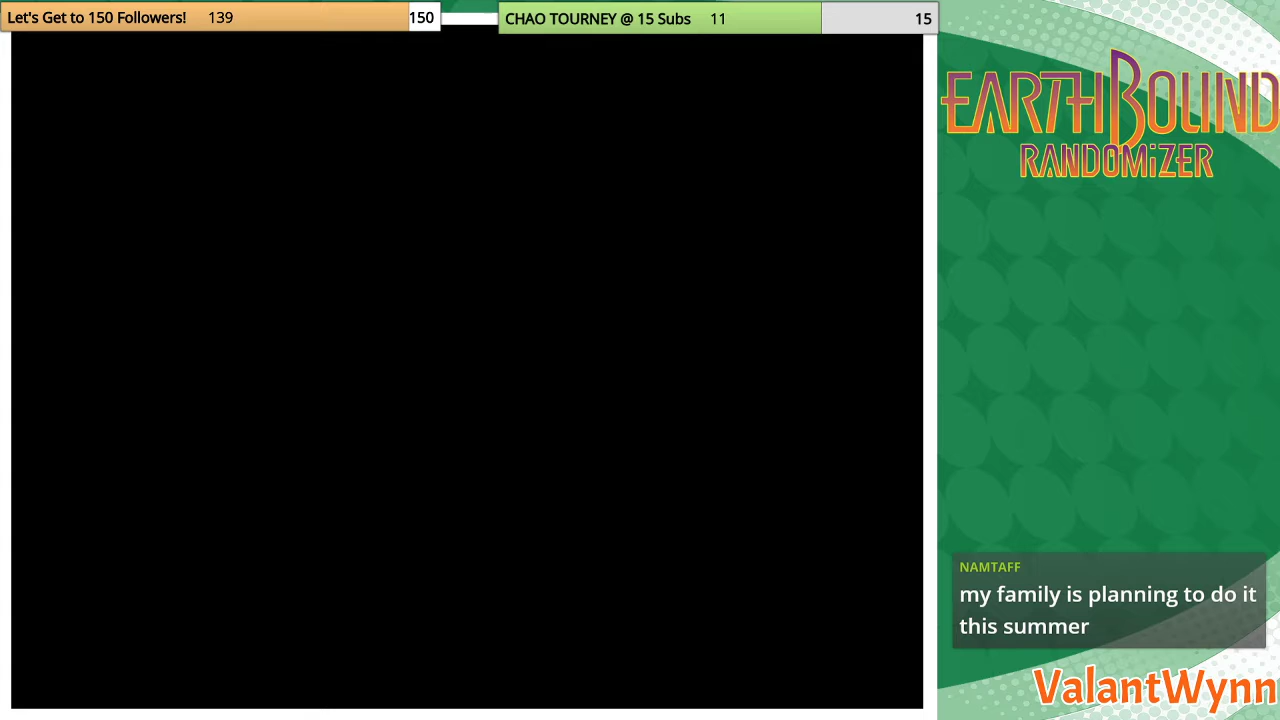 Let's Get to 150 Followers! 139 150
CHAO TOURNEY @ 15 Subs 11 15
EARTHBOUND
RANDOMiZER
NAMTAFF
my family is planning to do it
this summer
ValantWynn